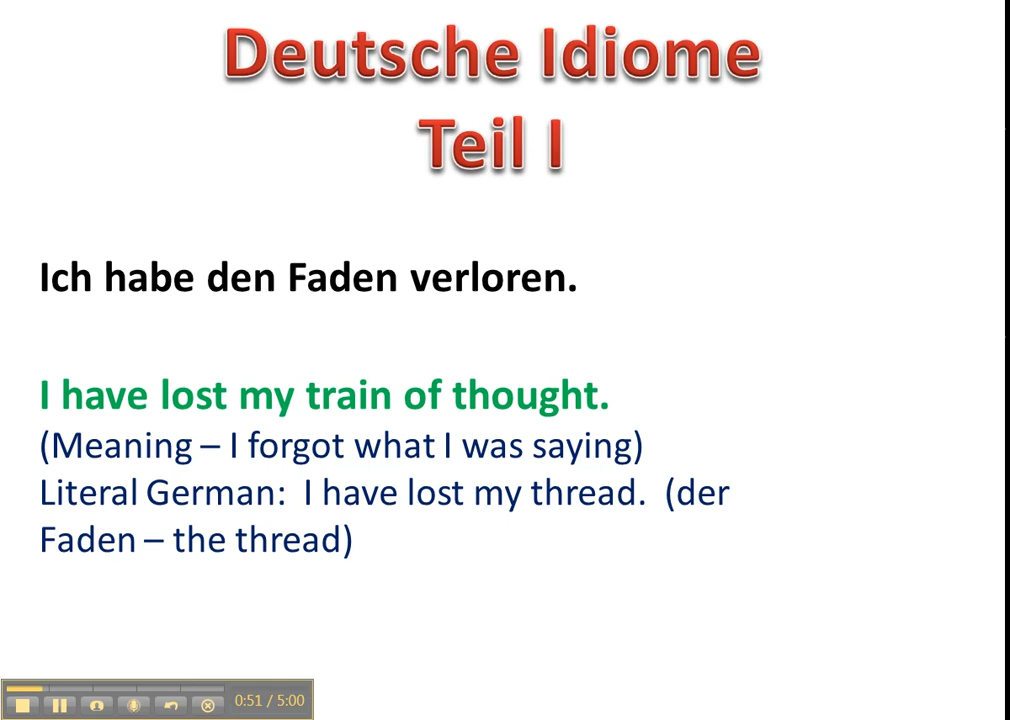 Deutsche Idiome
Teil I
Ich habe den Faden verloren.
I have lost my train of thought.
(Meaning – I forgot what I was saying)
Literal German:  I have lost my thread.  (der
Faden – the thread)
0:51 / 5:00